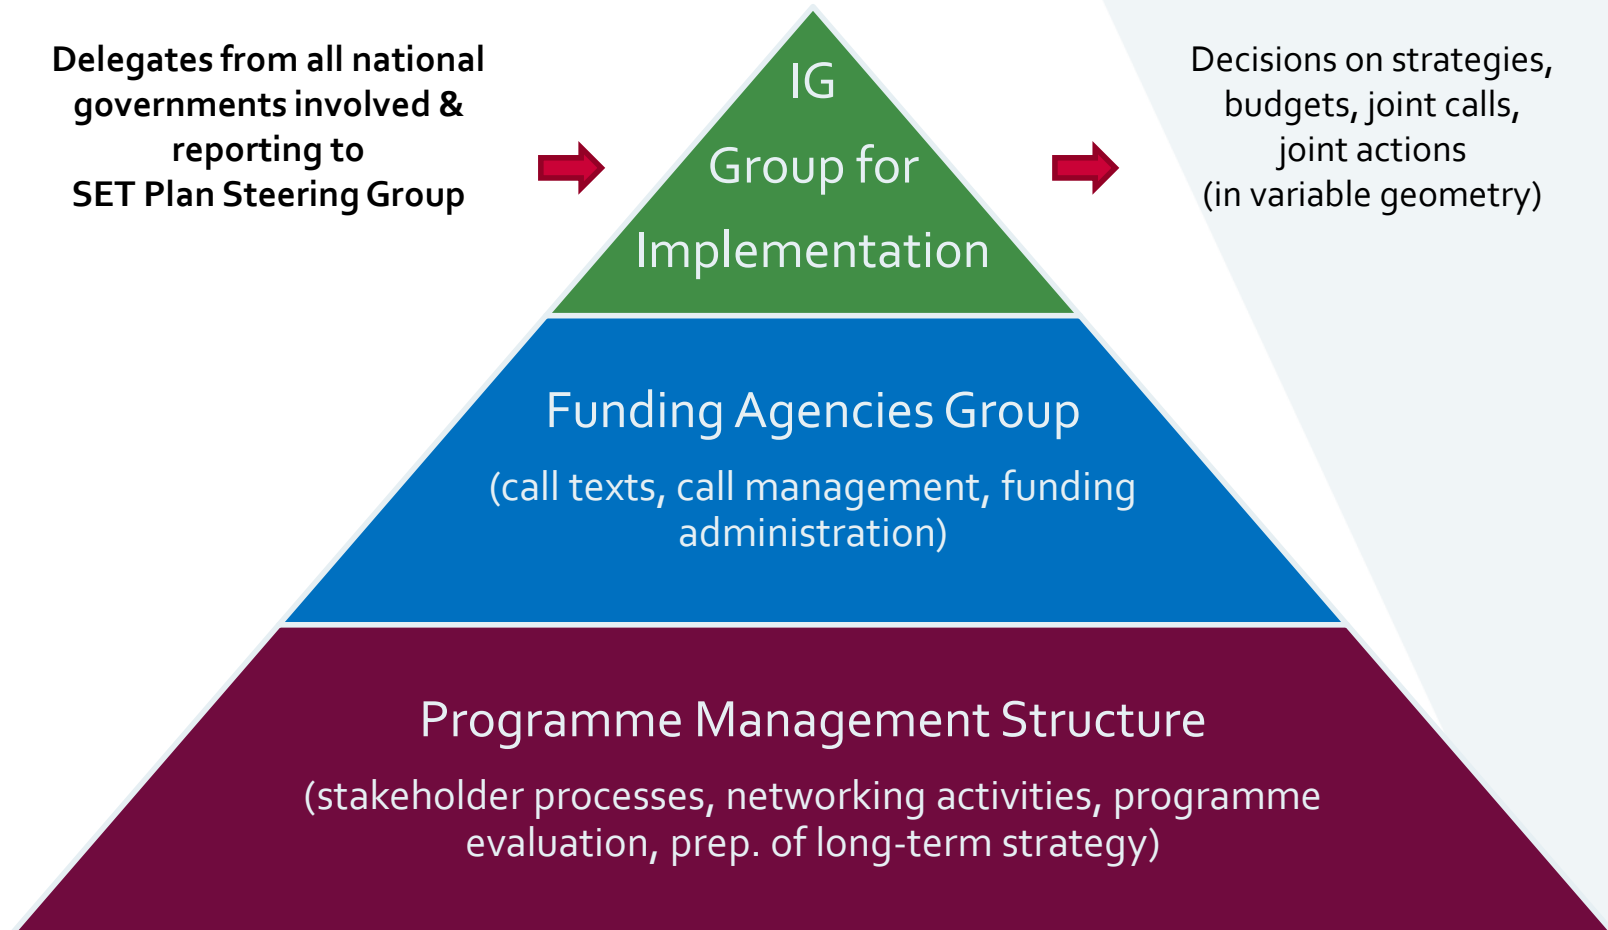 Delegates from all national
governments involved &
reporting to
SET Plan Steering Group
IG
Group for
Implementation
Decisions on strategies,
budgets, joint calls,
joint actions
(in variable geometry)
Funding Agencies Group
(call texts, call management, funding
administration)
Programme Management Structure
(stakeholder processes, networking activities, programme
evaluation, prep. of long-term strategy)